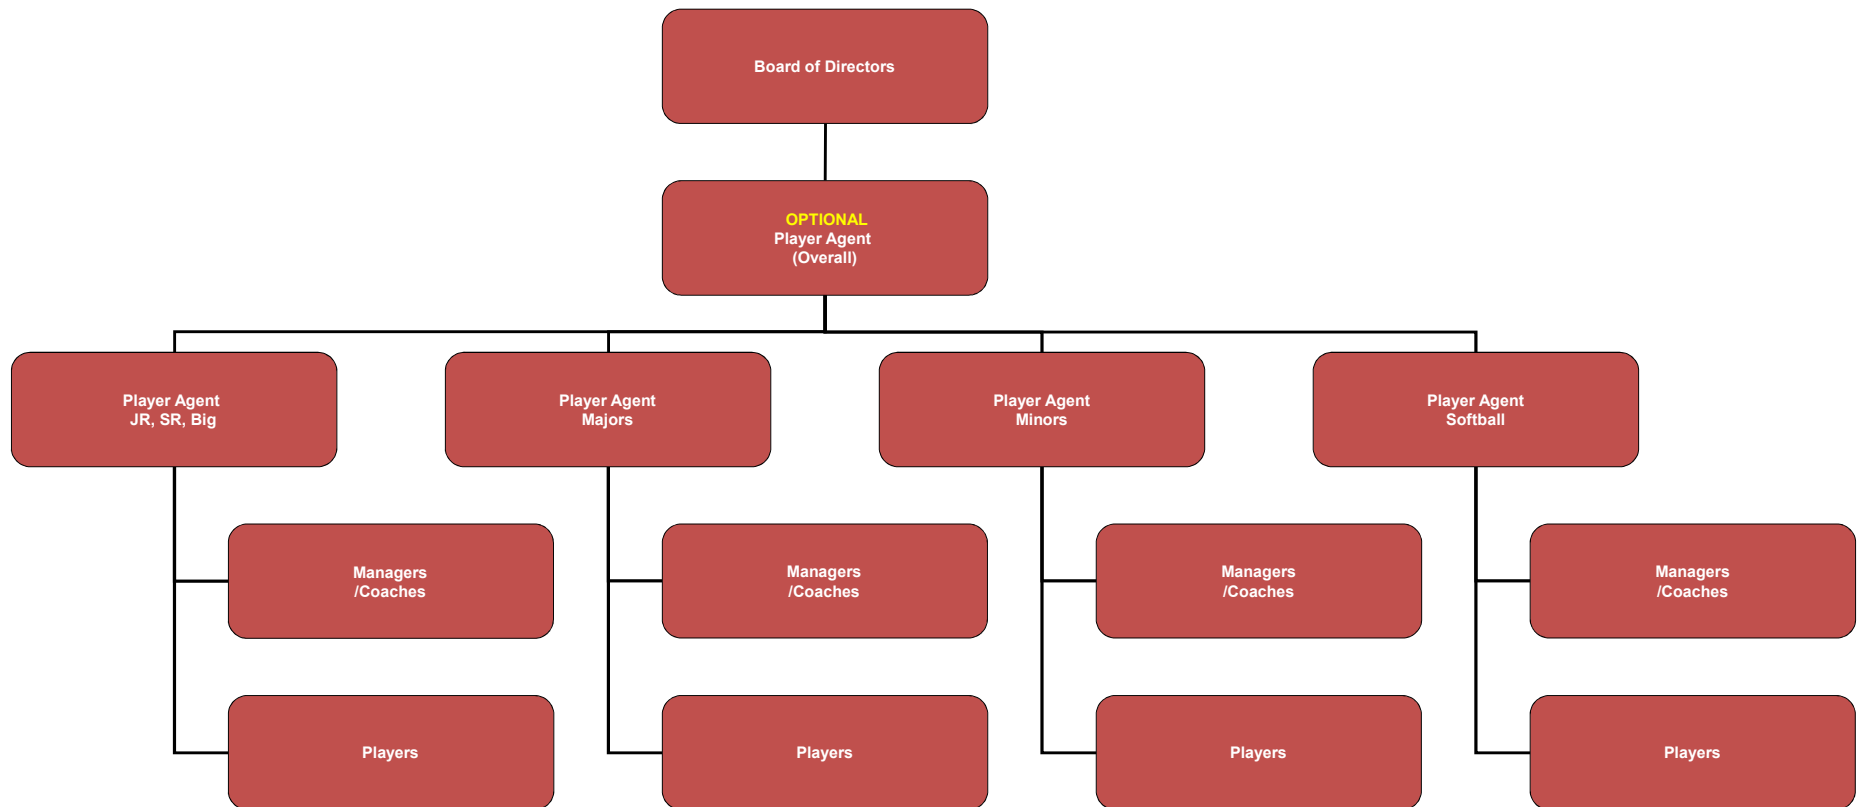 Board of Directors
OPTIONAL
Player Agent
(Overall)
Player Agent
JR, SR, Big
Player Agent
Majors
Player Agent
Minors
Player Agent
Softball
Managers
/Coaches
Managers
/Coaches
Managers
/Coaches
Managers
/Coaches
Players
Players
Players
Players